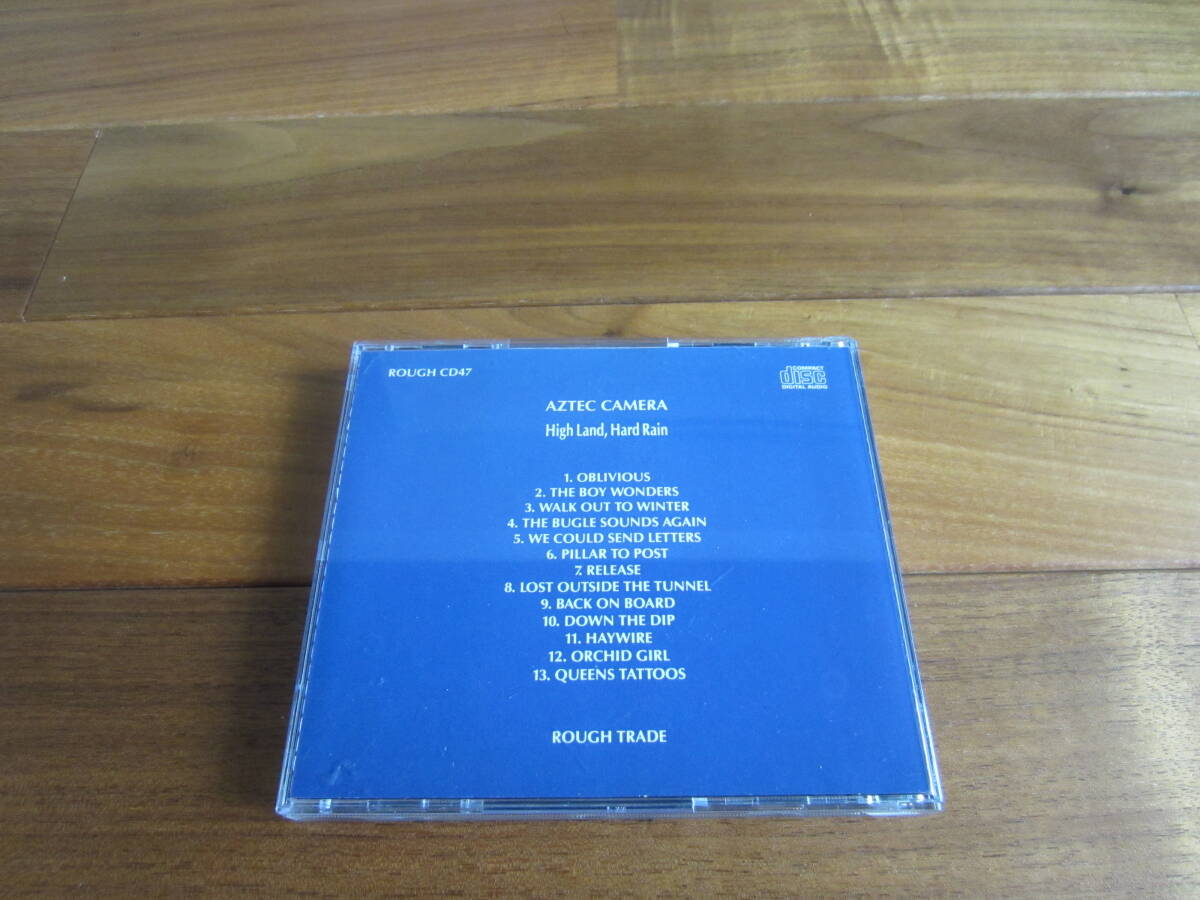 ROUGH CD47
COMPACT
disc
DIGITAL AUDIO
AZTEC CAMERA
High Land, Hard Rain
1. OBLIVIOUS
2. THE BOY WONDERS
3. WALK OUT TO WINTER
4. THE BUGLE SOUNDS AGAIN
5. WE COULD SEND LETTERS
6. PILLAR TO POST
7. RELEASE
8. LOST OUTSIDE THE TUNNEL
9. BACK ON BOARD
10. DOWN THE DIP
11. HAYWIRE
12. ORCHID GIRL
13. QUEENS TATTOOS
ROUGH TRADE